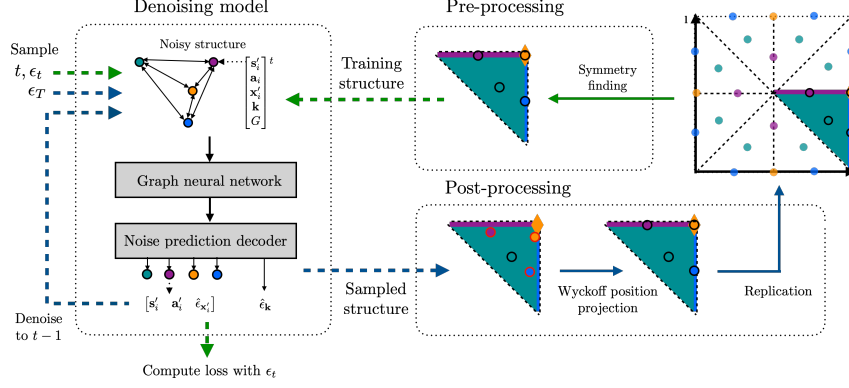 Denoising model
Pre-processing
Sample
t, ϵ_t
ϵ_T
Noisy structure
[s′_i]^t
a_i
x′_i
k
G
Training
structure
Symmetry
finding
1
Graph neural network
Noise prediction decoder
[s′_i a′_i ϵ̂_x′_i] ϵ̂_k
Denoise
to t − 1
Compute loss with ϵ_t
Post-processing
Sampled
structure
Wyckoff position
projection
Replication